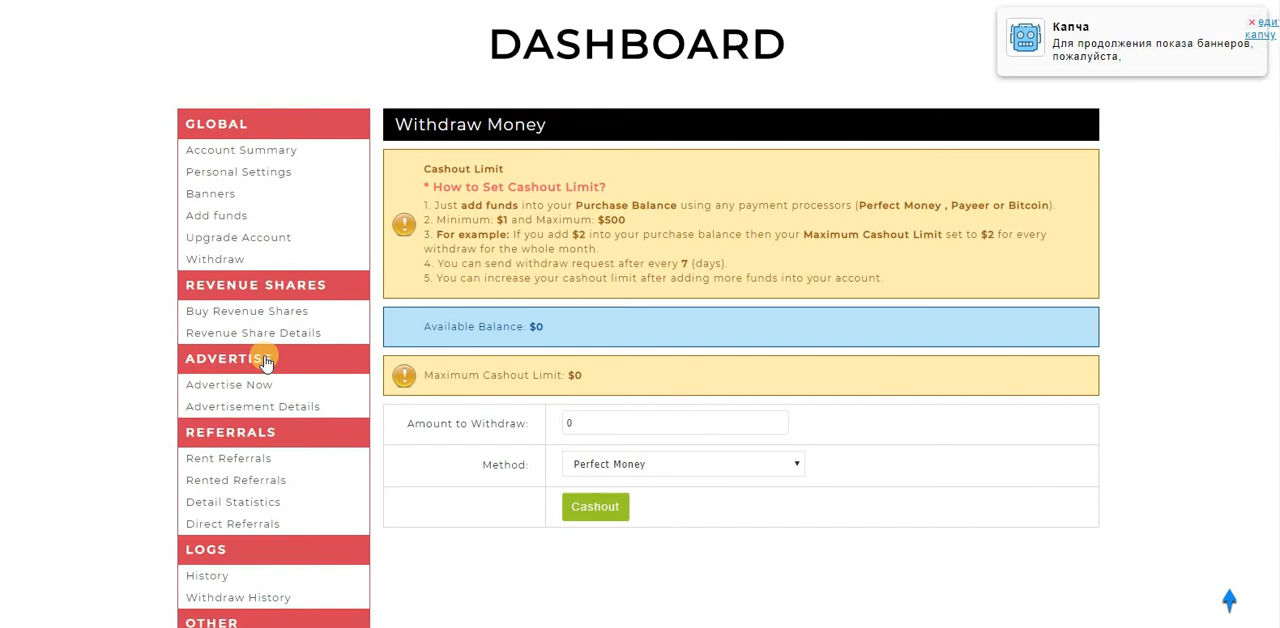 DASHBOARD
Капча
Для продолжения показа баннеров,
пожалуйста,
× еди
капчу
GLOBAL
Account Summary
Personal Settings
Banners
Add funds
Upgrade Account
Withdraw
REVENUE SHARES
Buy Revenue Shares
Revenue Share Details
ADVERTISE
Advertise Now
Advertisement Details
REFERRALS
Rent Referrals
Rented Referrals
Detail Statistics
Direct Referrals
LOGS
History
Withdraw History
OTHER
Withdraw Money
Cashout Limit
* How to Set Cashout Limit?
1. Just add funds into your Purchase Balance using any payment processors (Perfect Money , Payeer or Bitcoin).
2. Minimum: $1 and Maximum: $500
3. For example: If you add $2 into your purchase balance then your Maximum Cashout Limit set to $2 for every
withdraw for the whole month.
4. You can send withdraw request after every 7 (days).
5. You can increase your cashout limit after adding more funds into your account.
Available Balance: $0
Maximum Cashout Limit: $0
Amount to Withdraw: 0
Method: Perfect Money
Cashout